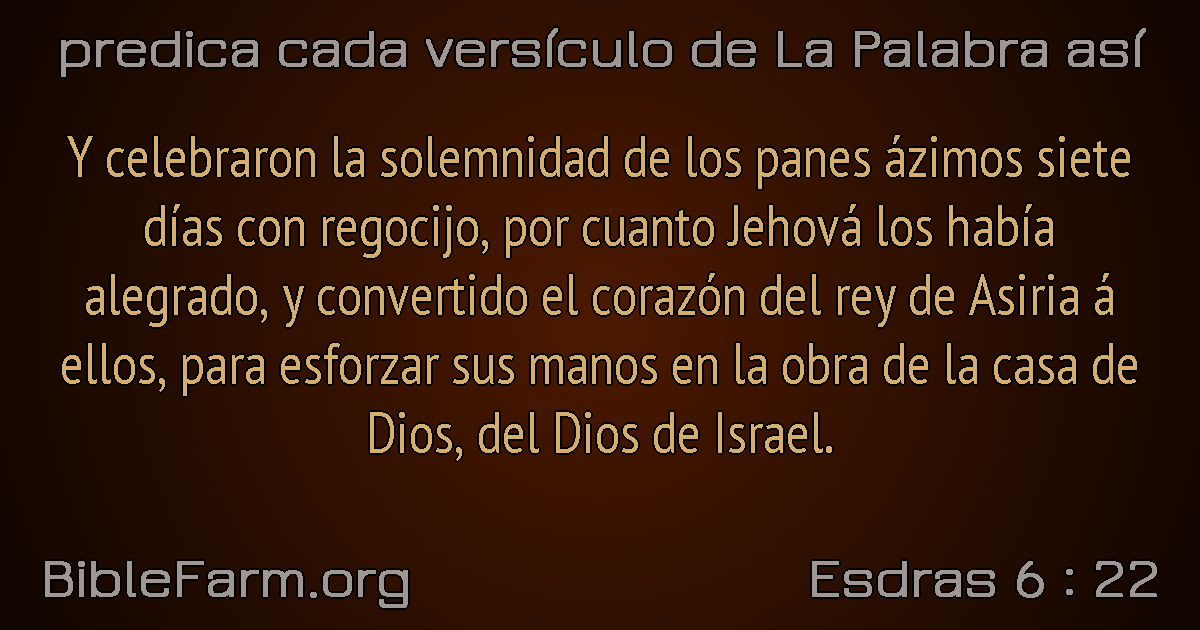 predica cada versículo de La Palabra así
Y celebraron la solemnidad de los panes ázimos siete
días con regocijo, por cuanto Jehová los había
alegrado, y convertido el corazón del rey de Asiria á
ellos, para esforzar sus manos en la obra de la casa de
Dios, del Dios de Israel.
BibleFarm.org
Esdras 6 : 22